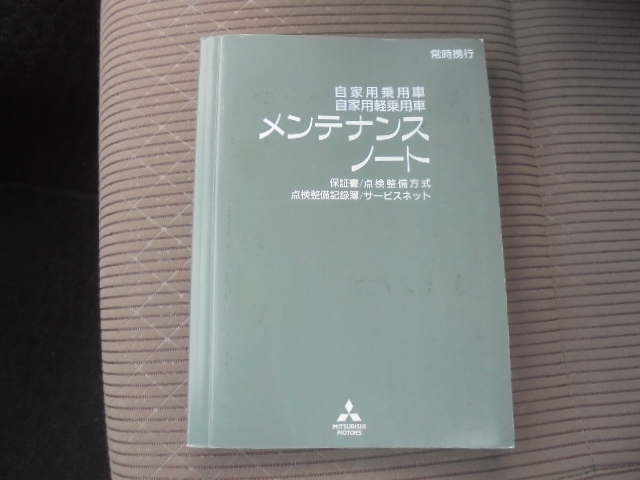 常時携行
自家用乗用車
自家用軽乗用車
メンテナンス
ノート
保証書/点検整備方式
点検整備記録簿/サービスネット
MITSUBISHI
MOTORS